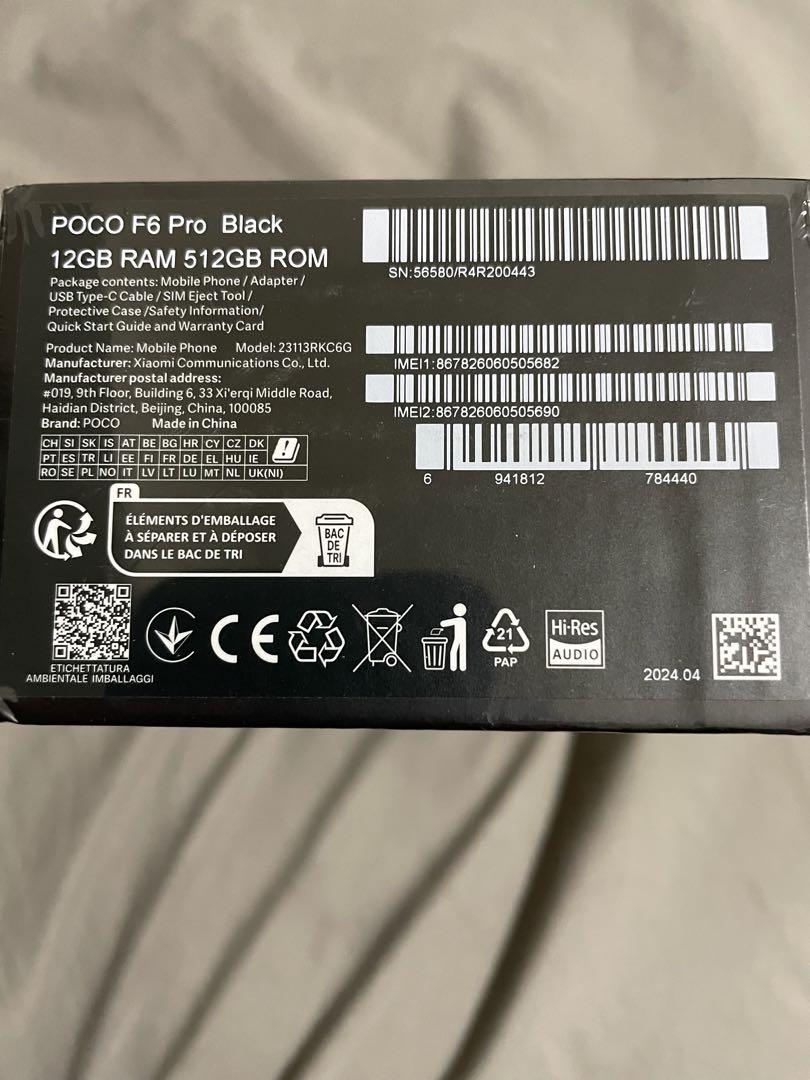 POCO F6 Pro Black
12GB RAM 512GB ROM
Package contents: Mobile Phone / Adapter /
USB Type-C Cable / SIM Eject Tool /
Protective Case /Safety Information/
Quick Start Guide and Warranty Card
Product Name: Mobile Phone Model: 23113RKC6G
Manufacturer: Xiaomi Communications Co., Ltd.
Manufacturer postal address:
#019, 9th Floor, Building 6, 33 Xi'erqi Middle Road,
Haidian District, Beijing, China, 100085
Brand: POCO Made in China
CH SI SK IS AT BE BG HR CY CZ DK
PT ES TR LI EE FI FR DE EL HU IE
RO SE PL NO IT LV LT LU MT NL UK(NI)
SN:56580/R4R200443
IMEI1:867826060505682
IMEI2:867826060505690
6 941812 784440
FR
ÉLÉMENTS D'EMBALLAGE
À SÉPARER ET À DÉPOSER
DANS LE BAC DE TRI
BAC
DE
TRI
ETICHETTATURA
AMBIENTALE IMBALLAGGI
CE
21
PAP
Hi-Res
AUDIO
2024.04